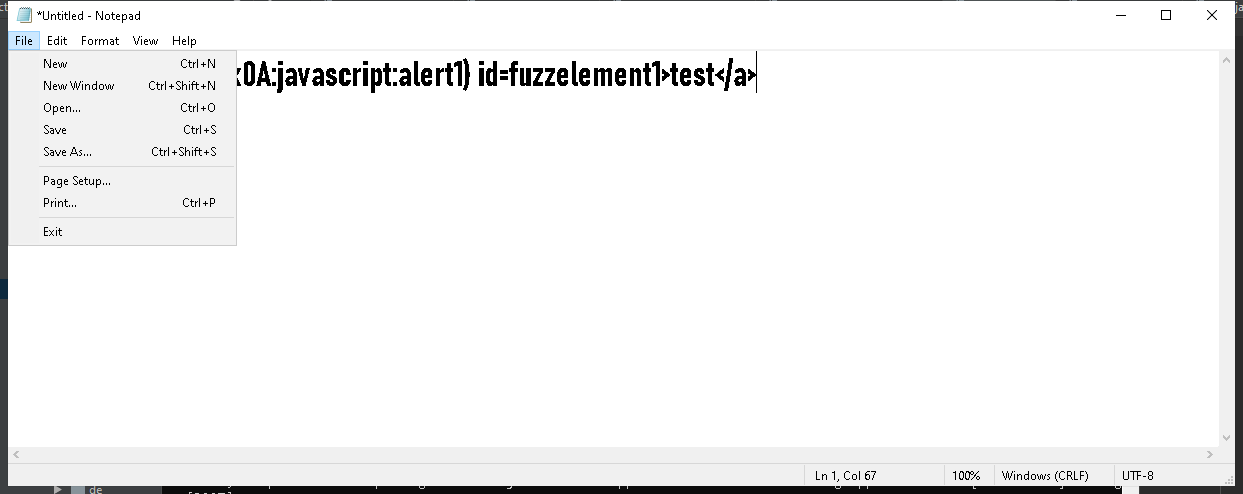 *Untitled - Notepad
File Edit Format View Help
x0A:javascript:alert1) id=fuzzelement1>test</a>
New Ctrl+N
New Window Ctrl+Shift+N
Open... Ctrl+O
Save Ctrl+S
Save As... Ctrl+Shift+S
Page Setup...
Print... Ctrl+P
Exit
Ln 1, Col 67 100% Windows (CRLF) UTF-8
de